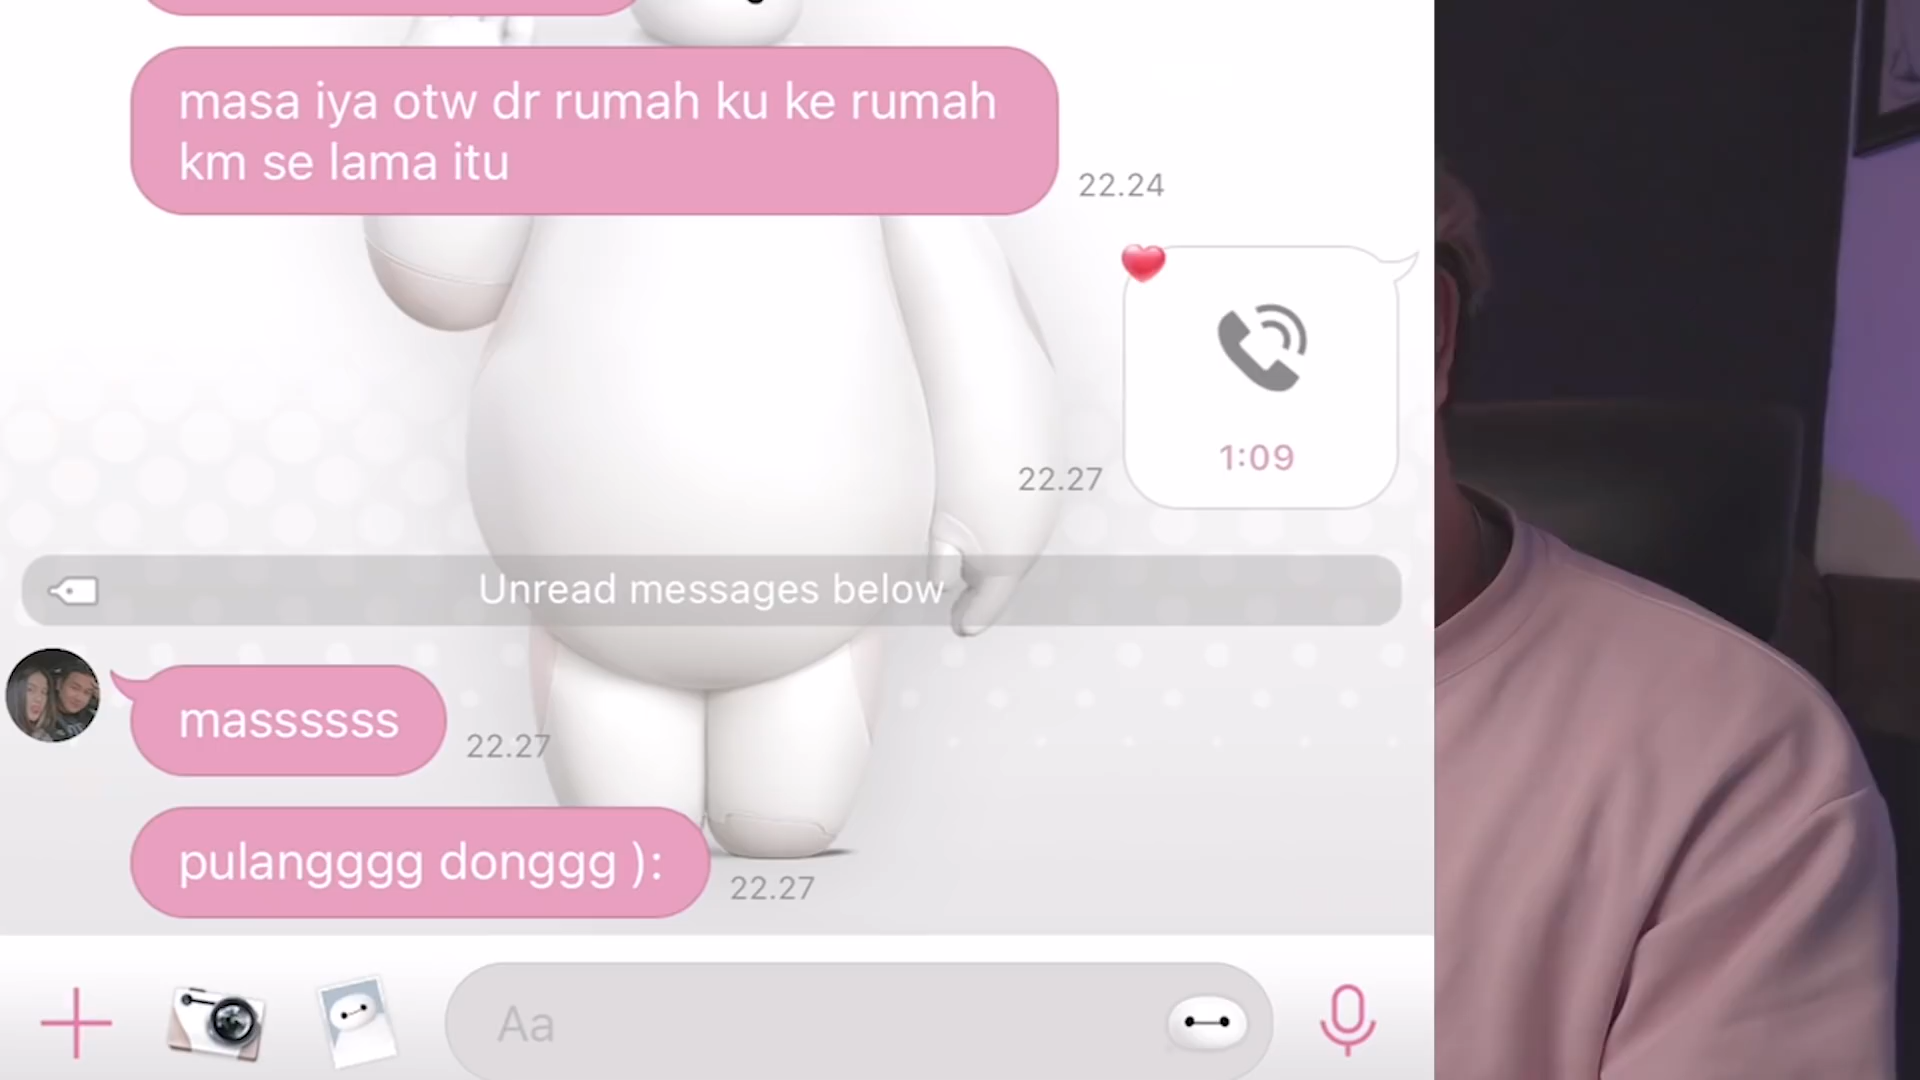 masa iya otw dr rumah ku ke rumah
km se lama itu
22.24
1:09
22.27
Unread messages below
massssss
22.27
pulangggg donggg ):
22.27
Aa